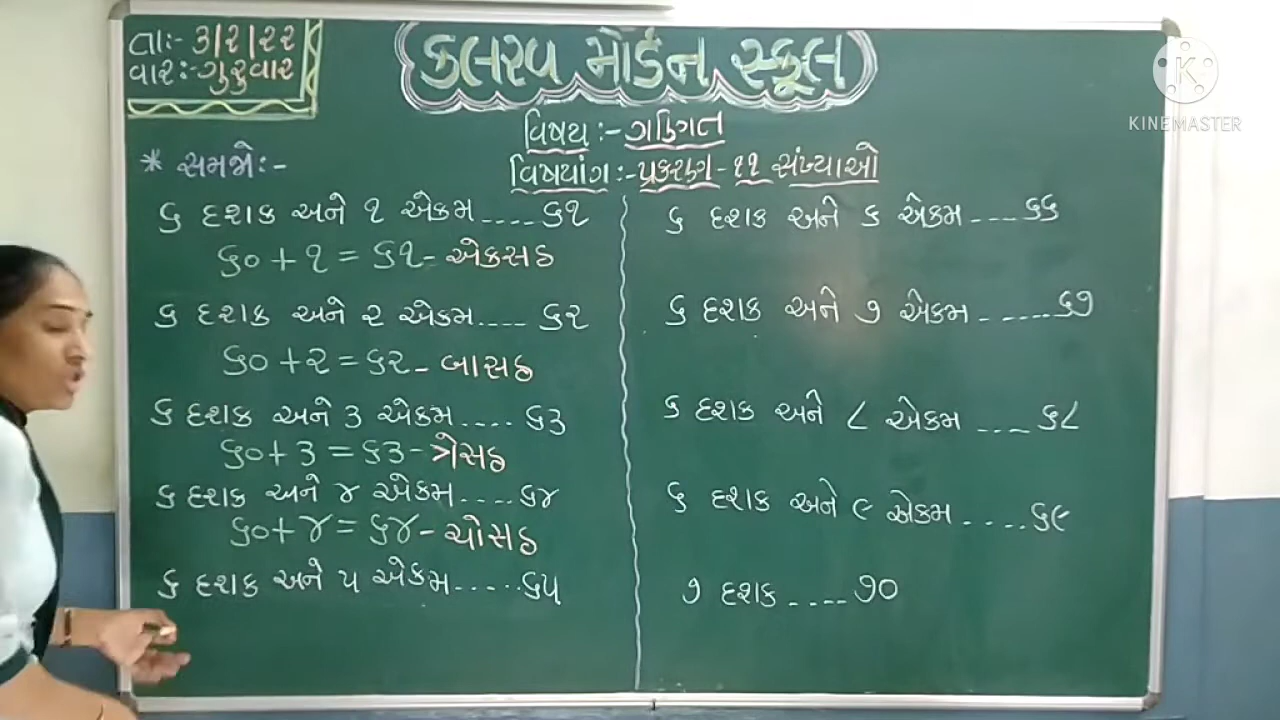 તાઃ- ૩।૨।૨૨
વારઃ-ગુરુવાર
કલરવ મોર્ડન સ્કૂલ
KINEMASTER
વિષય :- ગણિત
વિષયાંગ :- પ્રકરણ - ૧૧ સંખ્યાઓ
* સમજો:-
૬ દશક અને ૧ એકમ .... ૬૧
૬૦ + ૧ = ૬૧ - એકસઠ
૬ દશક અને ૨ એકમ .... ૬૨
૬૦ + ૨ = ૬૨ - બાસઠ
૬ દશક અને ૩ એકમ .... ૬૩
૬૦ + ૩ = ૬૩ - ત્રેસઠ
૬ દશક અને ૪ એકમ .... ૬૪
૬૦ + ૪ = ૬૪ - ચોસઠ
૬ દશક અને ૫ એકમ ..... ૬૫
૬ દશક અને ૬ એકમ .... ૬૬
૬ દશક અને ૭ એકમ ..... ૬૭
૬ દશક અને ૮ એકમ .... ૬૮
૬ દશક અને ૯ એકમ .... ૬૯
૭ દશક .... ૭૦